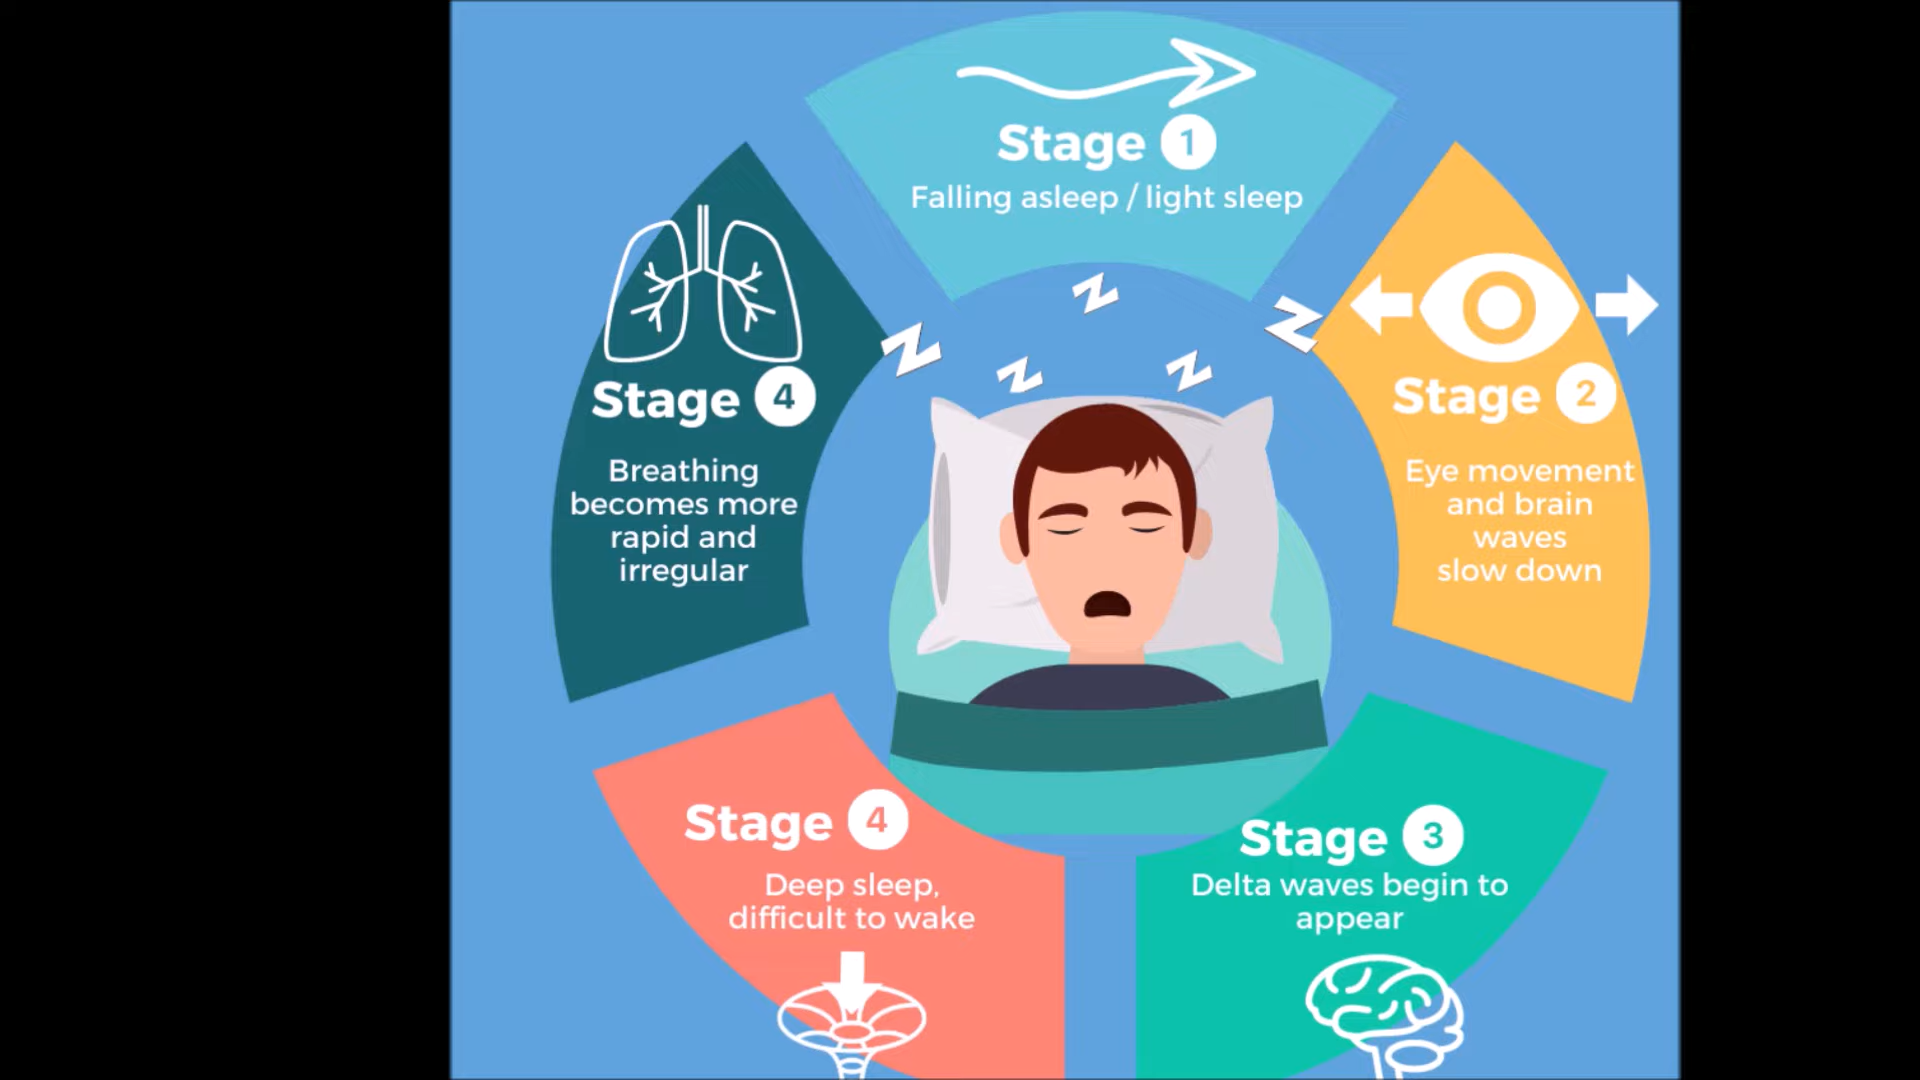 Stage 1
Falling asleep / light sleep
Stage 2
Eye movement
and brain
waves
slow down
Stage 3
Delta waves begin to
appear
Stage 4
Deep sleep,
difficult to wake
Stage 4
Breathing
becomes more
rapid and
irregular
Z
Z
Z
Z
Z